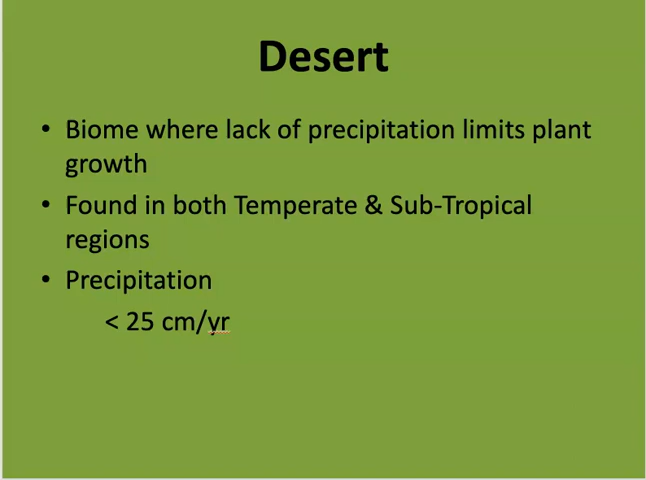 Desert
• Biome where lack of precipitation limits plant
growth
• Found in both Temperate & Sub-Tropical
regions
• Precipitation
< 25 cm/yr